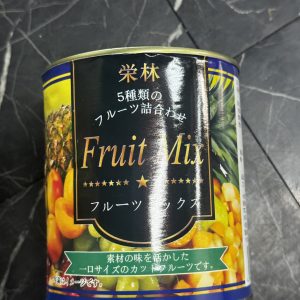 栄林
5種類の
フルーツ詰合わせ
Fruit Mix
フルーツミックス
素材の味を活かした
一口サイズのカットフルーツです。